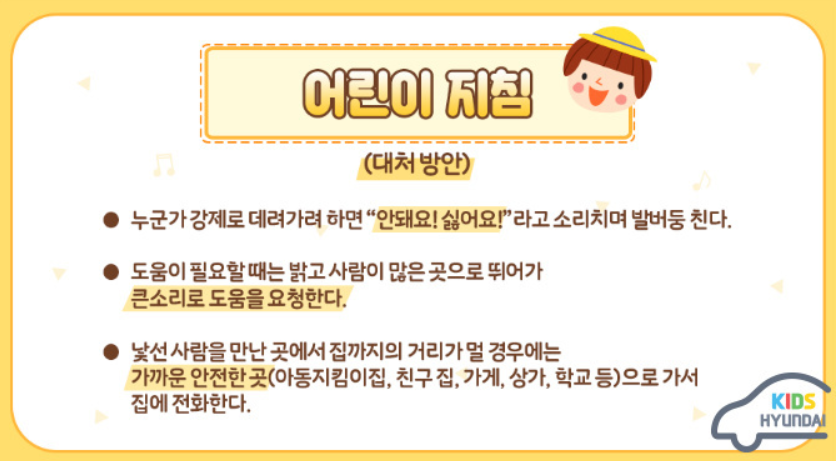 어린이 지침
(대처 방안)
● 누군가 강제로 데려가려 하면 “안돼요! 싫어요!”라고 소리치며 발버둥 친다.
● 도움이 필요할 때는 밝고 사람이 많은 곳으로 뛰어가
큰소리로 도움을 요청한다.
● 낯선 사람을 만난 곳에서 집까지의 거리가 멀 경우에는
가까운 안전한 곳(아동지킴이집, 친구 집, 가게, 상가, 학교 등)으로 가서
집에 전화한다.
KIDS
HYUNDAI